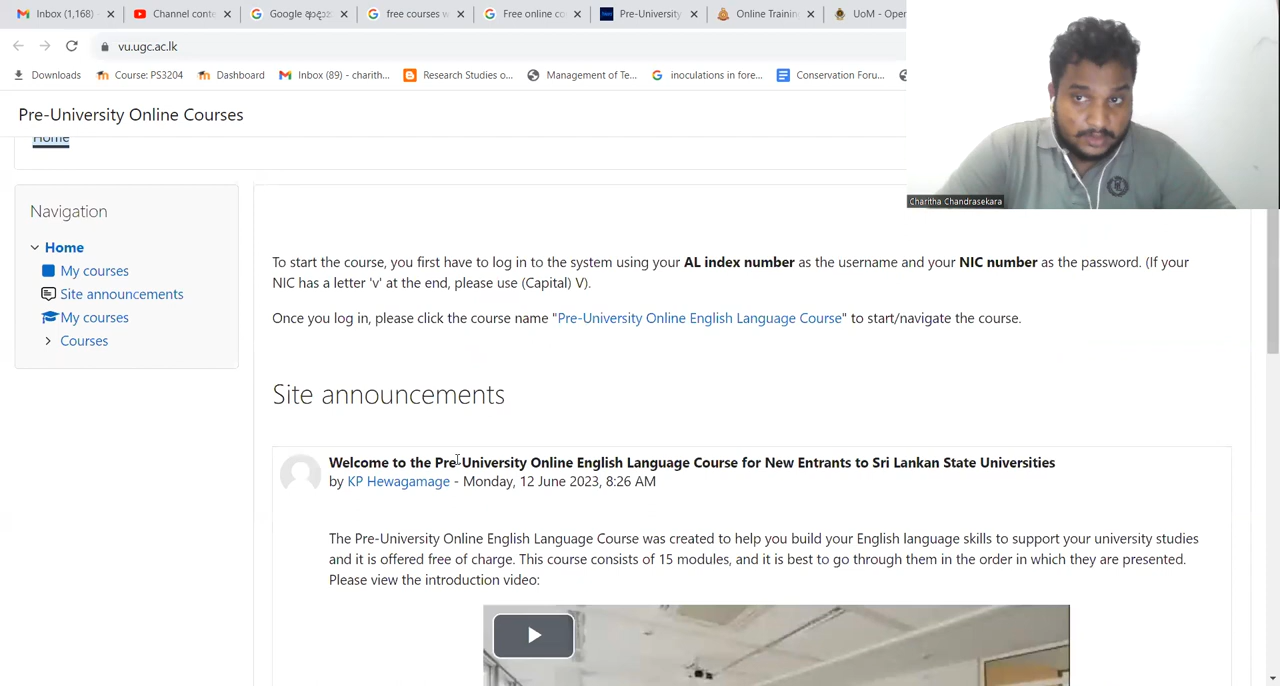 Inbox (1,168)
Channel conte
Google
free courses w
Free online co
Pre-University
Online Trainin
UoM - Oper
vu.ugc.ac.lk
Downloads
Course: PS3204
Dashboard
Inbox (89) - charith...
Research Studies o...
Management of Te...
inoculations in fore...
Conservation Foru...
Pre-University Online Courses
Home
Charitha Chandrasekara
Navigation
Home
My courses
Site announcements
My courses
Courses
To start the course, you first have to log in to the system using your AL index number as the username and your NIC number as the password. (If your
NIC has a letter 'v' at the end, please use (Capital) V).
Once you log in, please click the course name "Pre-University Online English Language Course" to start/navigate the course.
Site announcements
Welcome to the Pre-University Online English Language Course for New Entrants to Sri Lankan State Universities
by KP Hewagamage - Monday, 12 June 2023, 8:26 AM
The Pre-University Online English Language Course was created to help you build your English language skills to support your university studies
and it is offered free of charge. This course consists of 15 modules, and it is best to go through them in the order in which they are presented.
Please view the introduction video: